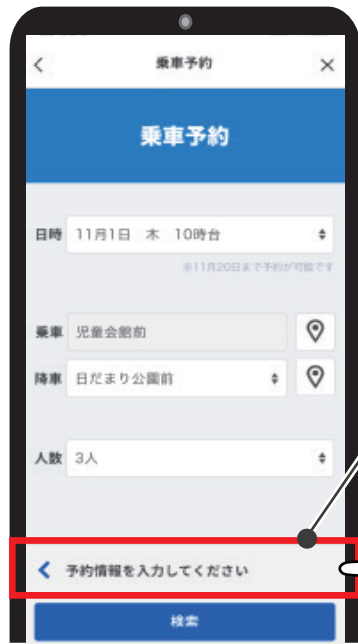 乗車予約
乗車予約
日時 11月1日 木 10時台
※11月20日まで予約が可能です
乗車 児童会館前
降車 日だまり公園前
人数 3人
予約情報を入力してください
検索